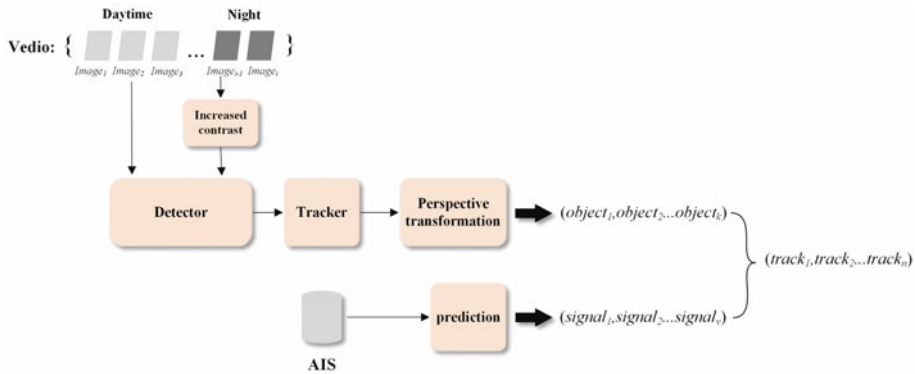 Daytime Night
Vedio: { ... }
Image1 Image2 Image3 Imagei-1 Imagei
Increased
contrast
Detector
Tracker
Perspective
transformation
(object1,object2...objectk)
(track1,track2...trackn)
prediction
(signal1,signal2...signalv)
AIS